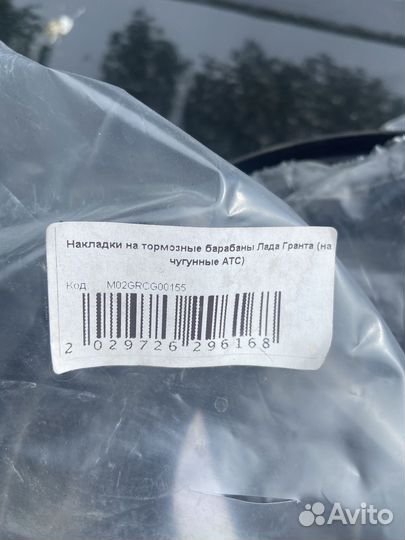 Накладки на тормозные барабаны Лада Гранта (на
чугунные АТС)
Код M02GRCG00155
2 029726 296168
Avito